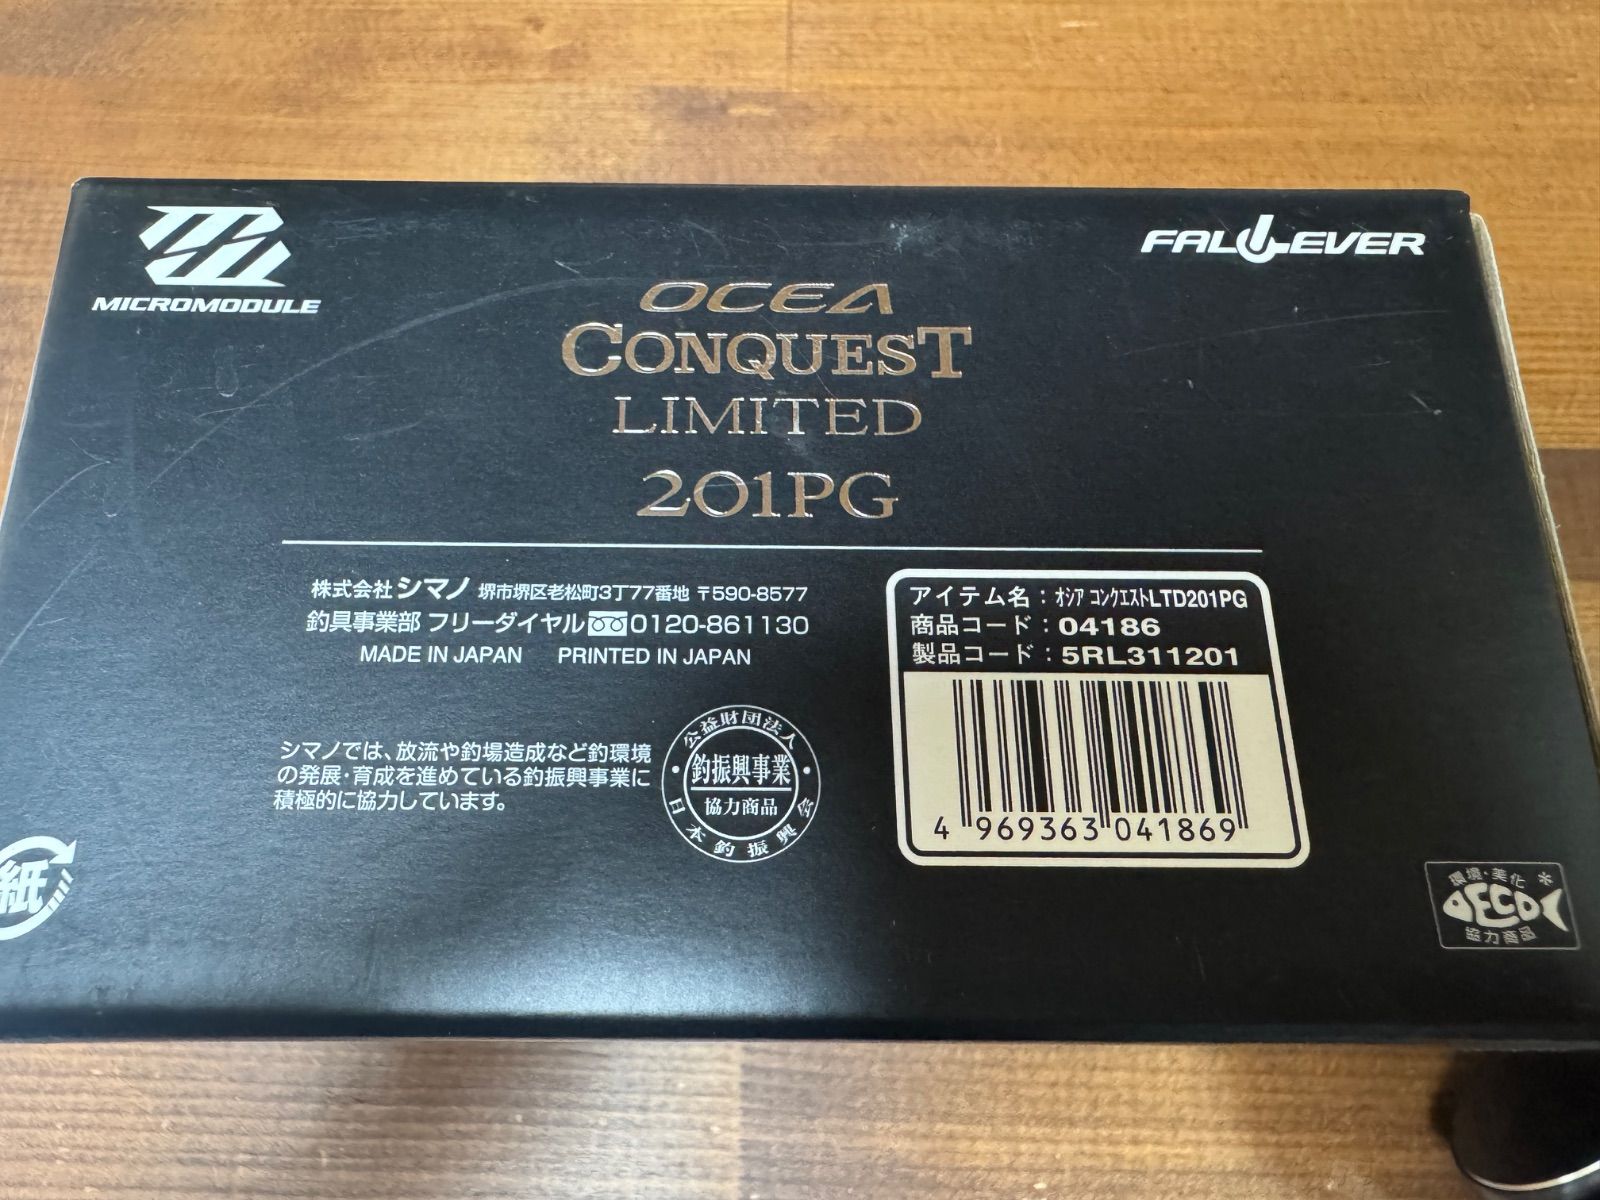 MICROMODULE
FALLEVER
OCEA
CONQUEST
LIMITED
201PG
株式会社シマノ 堺市堺区老松町3丁77番地 〒590-8577
釣具事業部 フリーダイヤル 0120-861130
MADE IN JAPAN PRINTED IN JAPAN
アイテム名：ｵｼｱ ｺﾝｸｴｽﾄLTD201PG
商品コード：04186
製品コード：5RL311201
4 969363 041869
シマノでは、放流や釣場造成など釣環境
の発展・育成を進めている釣振興事業に
積極的に協力しています。
公益財団法人
・釣振興事業・
協力商品
日本釣振興会
紙
環境・美化
ECO
協力商品